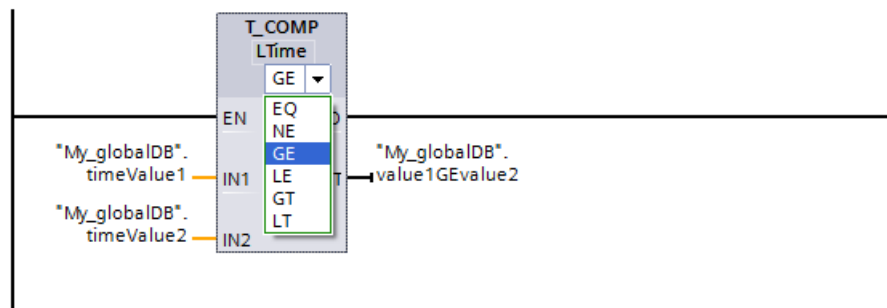 T_COMP
LTime
GE
EN
EQ
NE
GE
LE
GT
LT
"My_globalDB".
timeValue1
IN1
"My_globalDB".
value1GEvalue2
"My_globalDB".
timeValue2
IN2